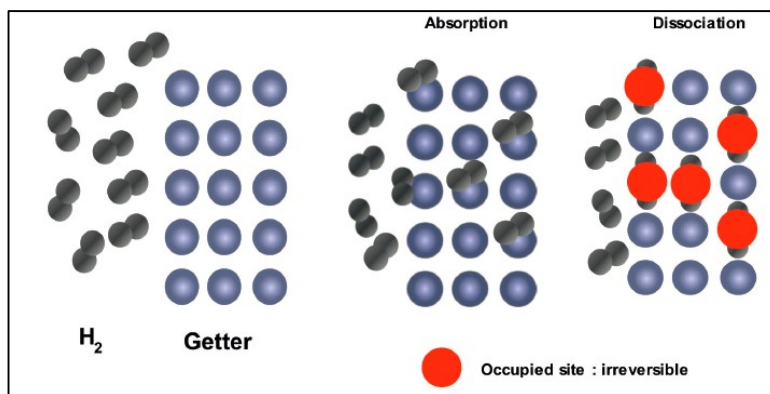 Absorption
Dissociation
H₂
Getter
Occupied site : irreversible